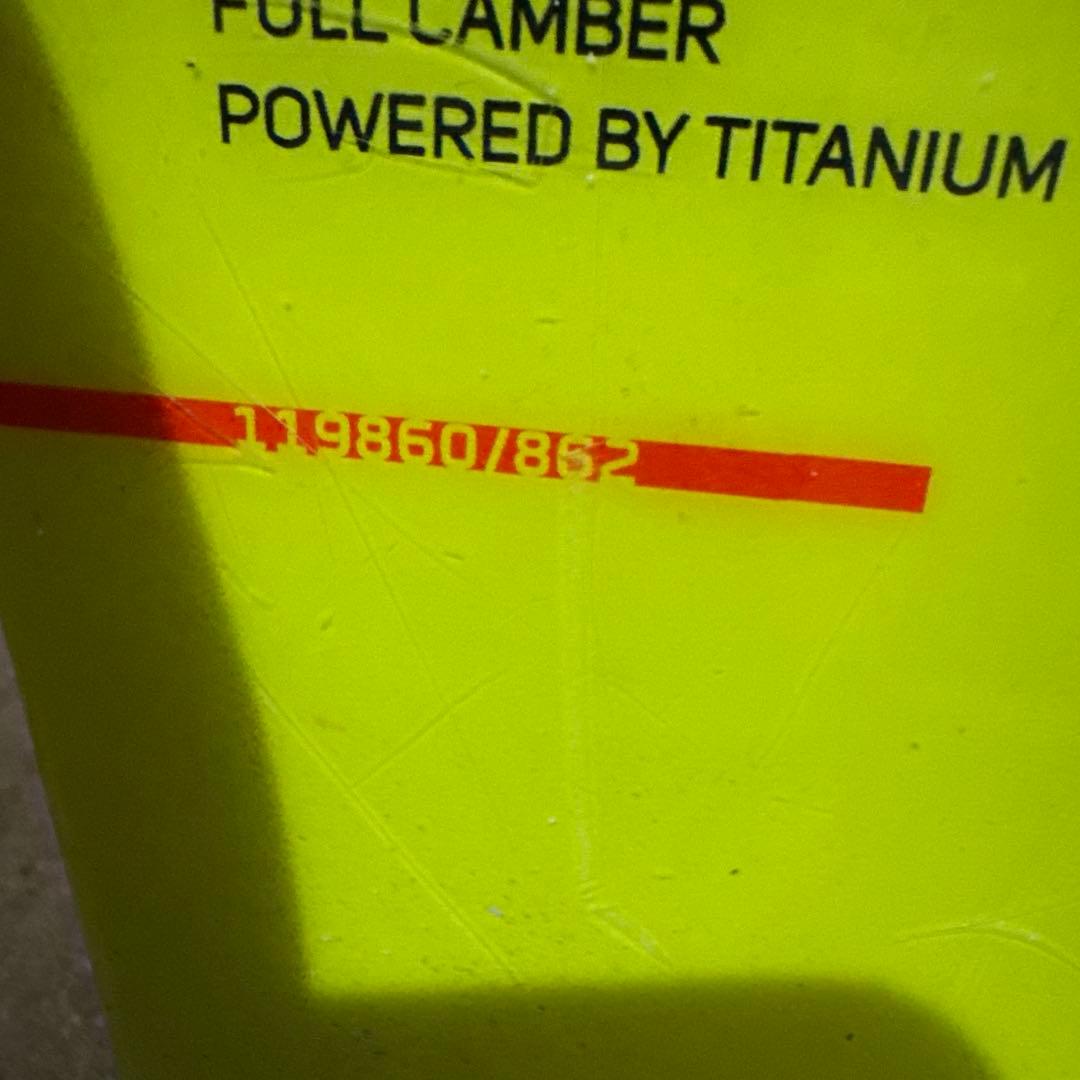 FULL CAMBER
POWERED BY TITANIUM
119860/862